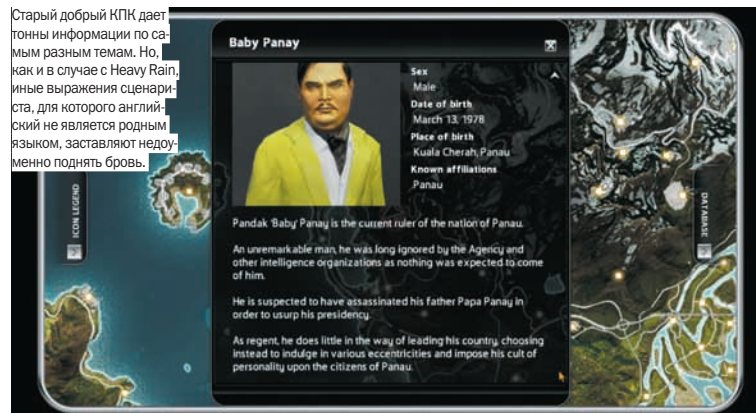 Старый добрый КПК дает
тонны информации по са-
мым разным темам. Но,
как и в случае с Heavy Rain,
иные выражения сценари-
ста, для которого англий-
ский не является родным
языком, заставляют недоу-
менно поднять бровь.
Baby Panay
Sex
Male
Date of birth
March 13, 1978
Place of birth
Kuala Cherah, Panau
Known affiliations
Panau
Pandak 'Baby' Panay is the current ruler of the nation of Panau.
An unremarkable man, he was long ignored by the Agency and
other intelligence organizations as nothing was expected to come
of him.
He is suspected to have assassinated his father Papa Panay in
order to usurp his presidency.
As regent, he does little in the way of leading his country, choosing
instead to indulge in various eccentricities and impose his cult of
personality upon the citizens of Panau.
ICON LEGEND
DATABASE